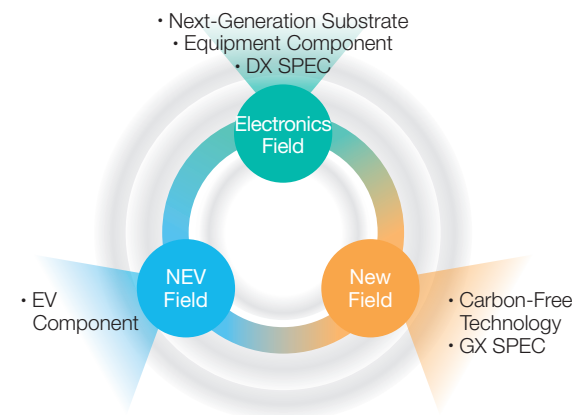 • Next-Generation Substrate
• Equipment Component
• DX SPEC
Electronics
Field
NEV
Field
New
Field
• EV
Component
• Carbon-Free
Technology
• GX SPEC